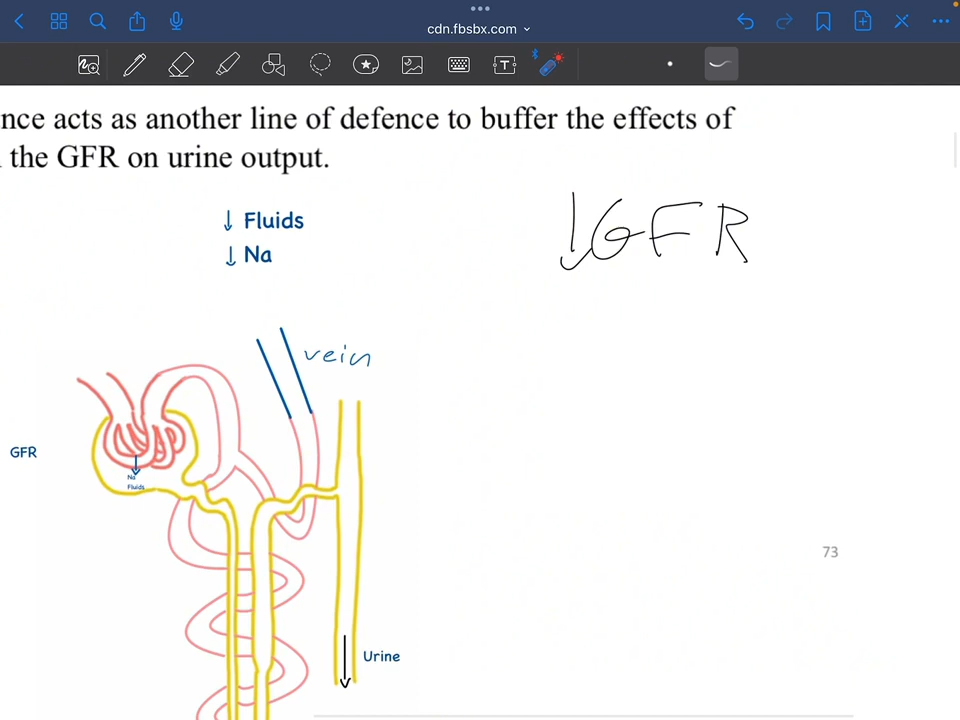 cdn.fbsbx.com
nce acts as another line of defence to buffer the effects of
the GFR on urine output.
↓ Fluids
↓ Na
↓GFR
vein
GFR
Na
Fluids
73
Urine